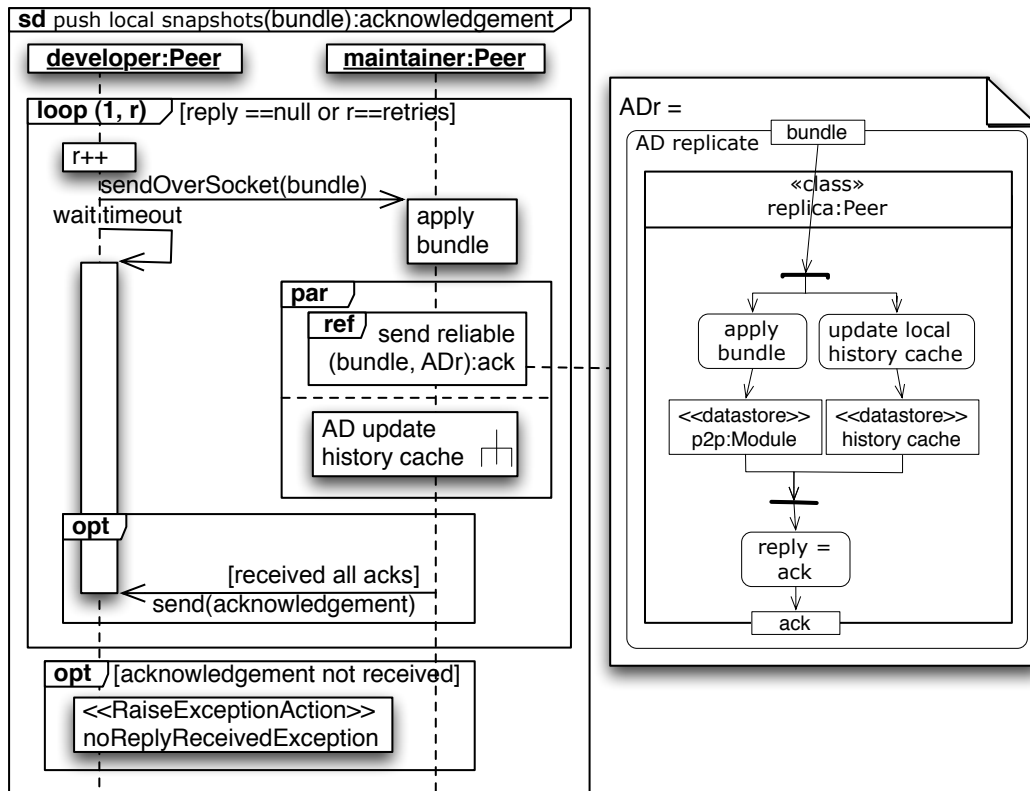 sd push local snapshots(bundle):acknowledgement
developer:Peer
maintainer:Peer
loop (1, r) [reply ==null or r==retries]
r++
sendOverSocket(bundle)
wait timeout
apply
bundle
par
ref send reliable
(bundle, ADr):ack
AD update
history cache
opt
[received all acks]
send(acknowledgement)
opt [acknowledgement not received]
<<RaiseExceptionAction>>
noReplyReceivedException
ADr =
bundle
AD replicate
«class»
replica:Peer
apply
bundle
update local
history cache
<<datastore>>
p2p:Module
<<datastore>>
history cache
reply =
ack
ack